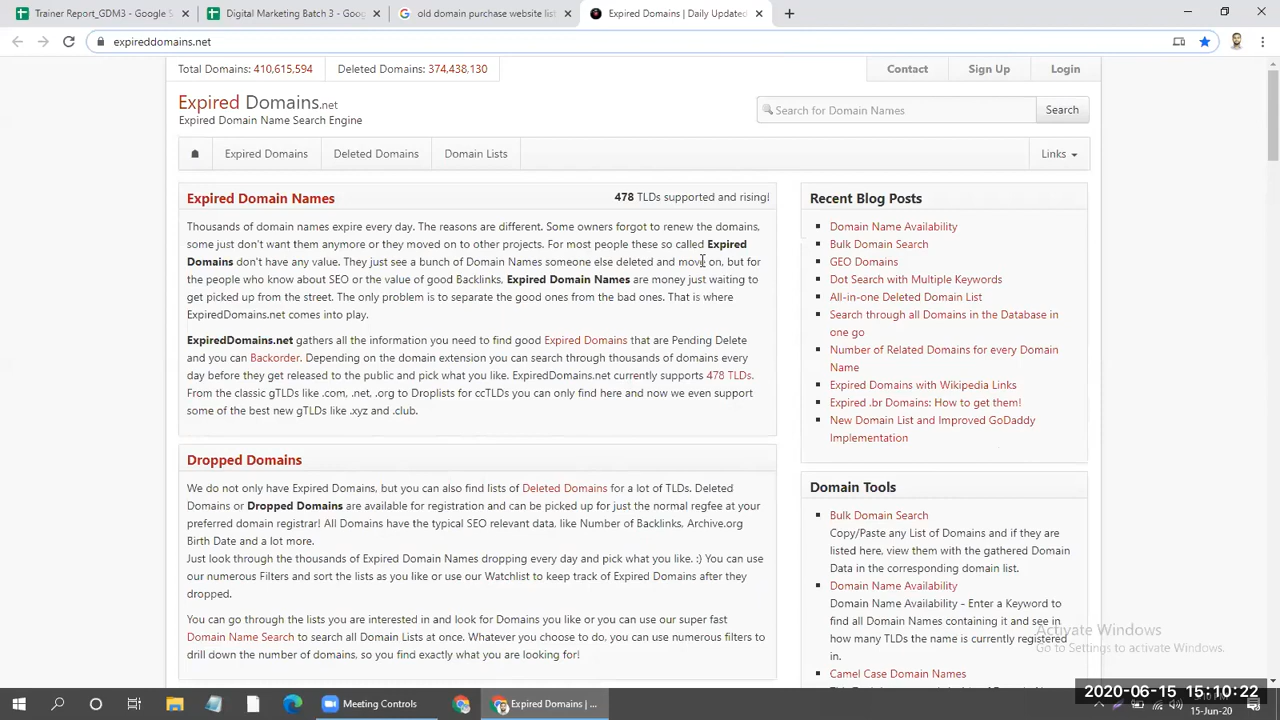 Trainer Report_GDM3 - Google S
Digital Marketing Batch 3 - Goog
old domain purchase website list
Expired Domains | Daily Updated
expireddomains.net
Total Domains: 410,615,594
Deleted Domains: 374,438,130
Contact
Sign Up
Login
Expired Domains.net
Expired Domain Name Search Engine
Search for Domain Names
Search
Expired Domains
Deleted Domains
Domain Lists
Links
Expired Domain Names
478 TLDs supported and rising!
Thousands of domain names expire every day. The reasons are different. Some owners forgot to renew the domains,
some just don't want them anymore or they moved on to other projects. For most people these so called Expired
Domains don't have any value. They just see a bunch of Domain Names someone else deleted and move on, but for
the people who know about SEO or the value of good Backlinks, Expired Domain Names are money just waiting to
get picked up from the street. The only problem is to separate the good ones from the bad ones. That is where
ExpiredDomains.net comes into play.
ExpiredDomains.net gathers all the information you need to find good Expired Domains that are Pending Delete
and you can Backorder. Depending on the domain extension you can search through thousands of domains every
day before they get released to the public and pick what you like. ExpiredDomains.net currently supports 478 TLDs.
From the classic gTLDs like .com, .net, .org to Droplists for ccTLDs you can only find here and now we even support
some of the best new gTLDs like .xyz and .club.
Dropped Domains
We do not only have Expired Domains, but you can also find lists of Deleted Domains for a lot of TLDs. Deleted
Domains or Dropped Domains are available for registration and can be picked up for just the normal regfee at your
preferred domain registrar! All Domains have the typical SEO relevant data, like Number of Backlinks, Archive.org
Birth Date and a lot more.
Just look through the thousands of Expired Domain Names dropping every day and pick what you like. :) You can use
our numerous Filters and sort the lists as you like or use our Watchlist to keep track of Expired Domains after they
dropped.
You can go through the lists you are interested in and look for Domains you like or you can use our super fast
Domain Name Search to search all Domain Lists at once. Whatever you choose to do, you can use numerous filters to
drill down the number of domains, so you find exactly what you are looking for!
Recent Blog Posts
Domain Name Availability
Bulk Domain Search
GEO Domains
Dot Search with Multiple Keywords
All-in-one Deleted Domain List
Search through all Domains in the Database in
one go
Number of Related Domains for every Domain
Name
Expired Domains with Wikipedia Links
Expired .br Domains: How to get them!
New Domain List and Improved GoDaddy
Implementation
Domain Tools
Bulk Domain Search
Copy/Paste any List of Domains and if they are
listed here, view them with the gathered Domain
Data in the corresponding domain list.
Domain Name Availability
Domain Name Availability - Enter a Keyword to
find all Domain Names containing it and see in
how many TLDs the name is currently registered
in.
Camel Case Domain Names
Activate Windows
Go to Settings to activate Windows.
Meeting Controls
Expired Domains | ...
2020-06-15 15:10:22
15-Jun-20